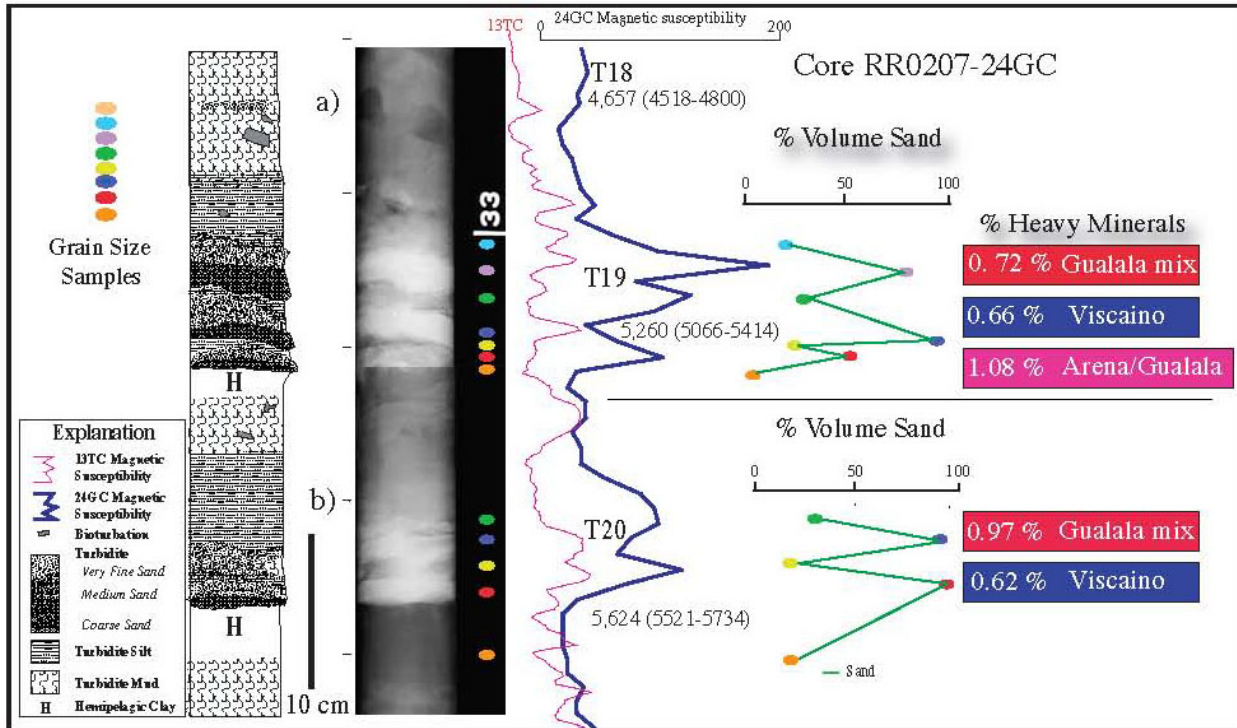 13TC
24GC Magnetic susceptibility
0
200
Core RR0207-24GC
a)
T18
4,657 (4518-4800)
% Volume Sand
0
50
100
33
Grain Size
Samples
% Heavy Minerals
0. 72 % Gualala mix
T19
0.66 % Viscaino
5,260 (5066-5414)
1.08 % Arena/Gualala
H
% Volume Sand
0
50
100
Explanation
13TC Magnetic
Susceptibility
24GC Magnetic
Susceptibility
Bioturbation
Turbidite
Very Fine Sand
Medium Sand
Coarse Sand
Turbidite Silt
Turbidite Mud
H Hemipelagic Clay
b)
T20
0.97 % Gualala mix
0.62 % Viscaino
5,624 (5521-5734)
H
Sand
10 cm